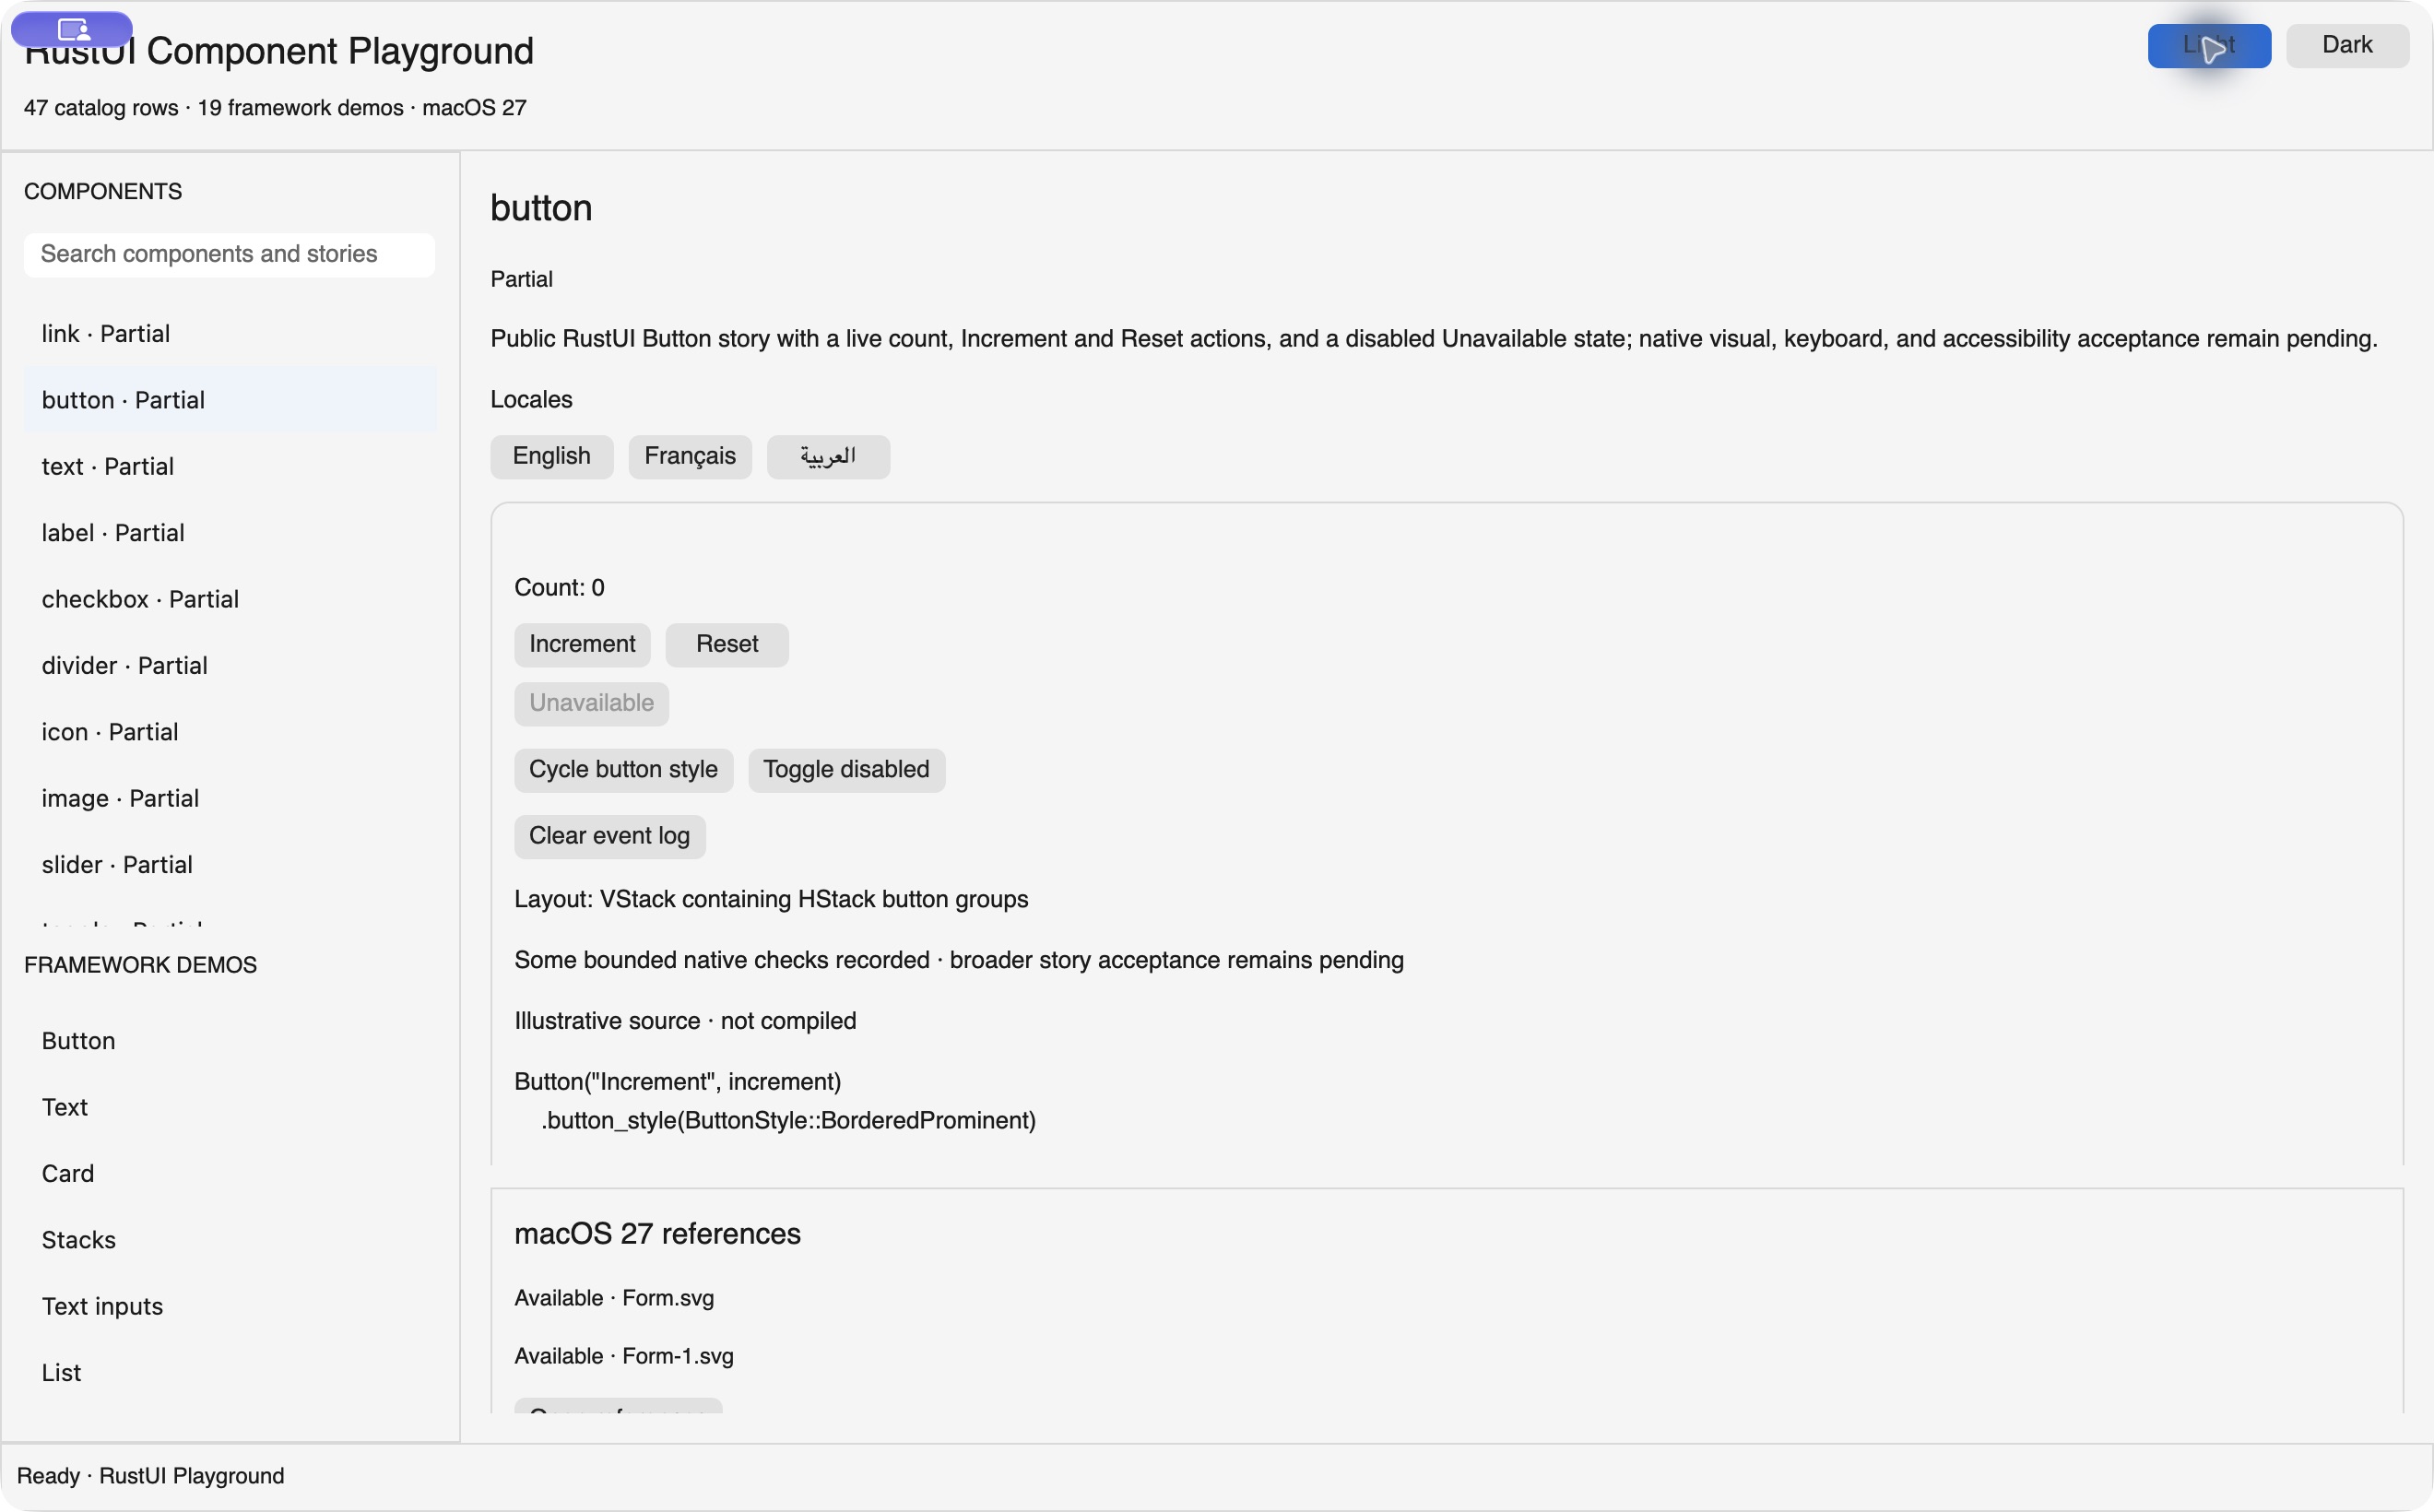 RustUI Component Playground
Light
Dark
47 catalog rows · 19 framework demos · macOS 27
COMPONENTS
Search components and stories
link · Partial
button · Partial
text · Partial
label · Partial
checkbox · Partial
divider · Partial
icon · Partial
image · Partial
slider · Partial
FRAMEWORK DEMOS
Button
Text
Card
Stacks
Text inputs
List
button
Partial
Public RustUI Button story with a live count, Increment and Reset actions, and a disabled Unavailable state; native visual, keyboard, and accessibility acceptance remain pending.
Locales
English
Français
العربية
Count: 0
Increment
Reset
Unavailable
Cycle button style
Toggle disabled
Clear event log
Layout: VStack containing HStack button groups
Some bounded native checks recorded · broader story acceptance remains pending
Illustrative source · not compiled
Button("Increment", increment)
.button_style(ButtonStyle::BorderedProminent)
macOS 27 references
Available · Form.svg
Available · Form-1.svg
Ready · RustUI Playground